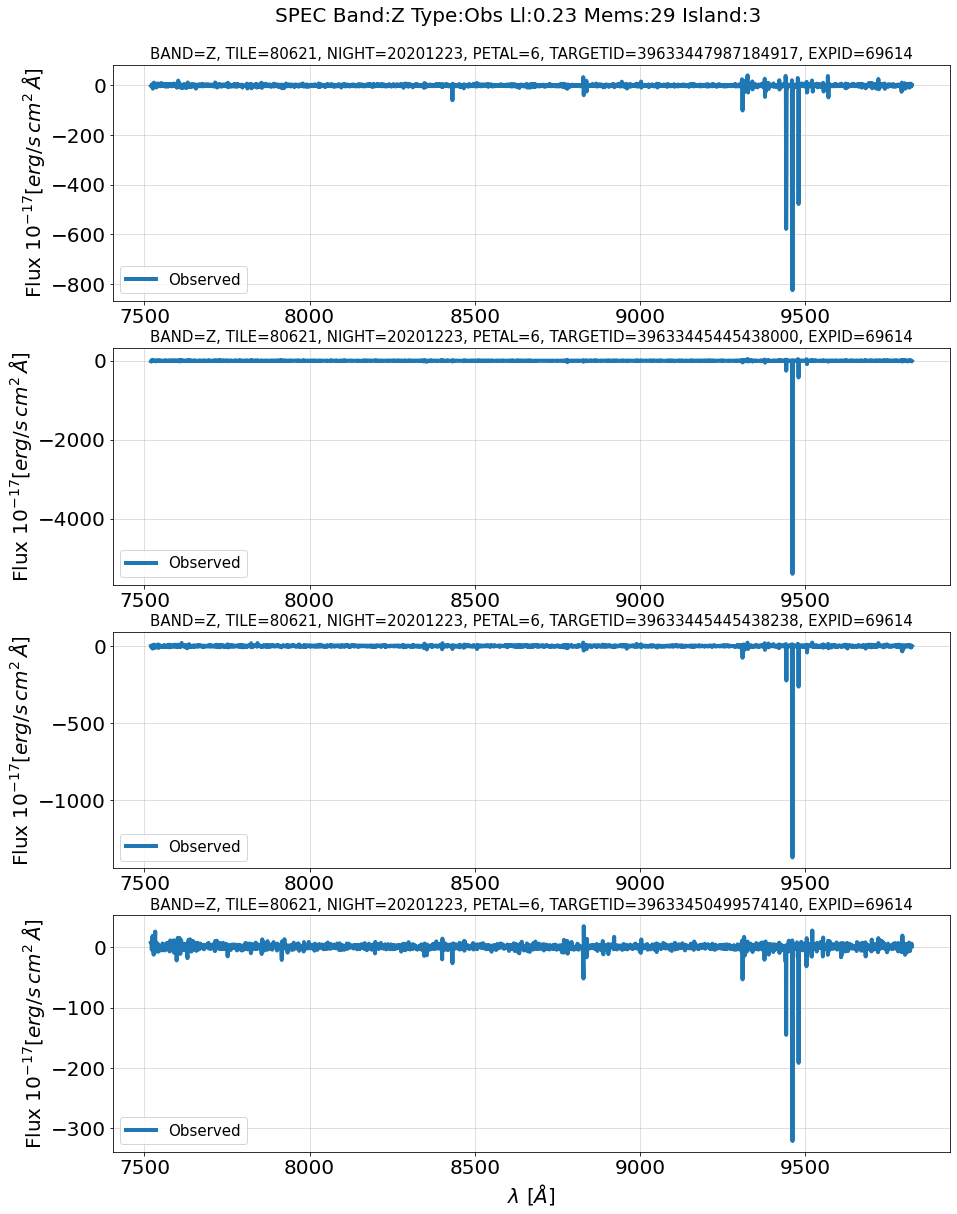 SPEC Band:Z Type:Obs Ll:0.23 Mems:29 Island:3
BAND=Z, TILE=80621, NIGHT=20201223, PETAL=6, TARGETID=39633447987184917, EXPID=69614
Flux 10^{-17}[erg/s cm^2 Å]
0
−200
−400
−600
−800
Observed
7500 8000 8500 9000 9500
BAND=Z, TILE=80621, NIGHT=20201223, PETAL=6, TARGETID=39633445445438000, EXPID=69614
Flux 10^{-17}[erg/s cm^2 Å]
0
−2000
−4000
Observed
7500 8000 8500 9000 9500
BAND=Z, TILE=80621, NIGHT=20201223, PETAL=6, TARGETID=39633445445438238, EXPID=69614
Flux 10^{-17}[erg/s cm^2 Å]
0
−500
−1000
Observed
7500 8000 8500 9000 9500
BAND=Z, TILE=80621, NIGHT=20201223, PETAL=6, TARGETID=39633450499574140, EXPID=69614
Flux 10^{-17}[erg/s cm^2 Å]
0
−100
−200
−300
Observed
7500 8000 8500 9000 9500
λ [Å]